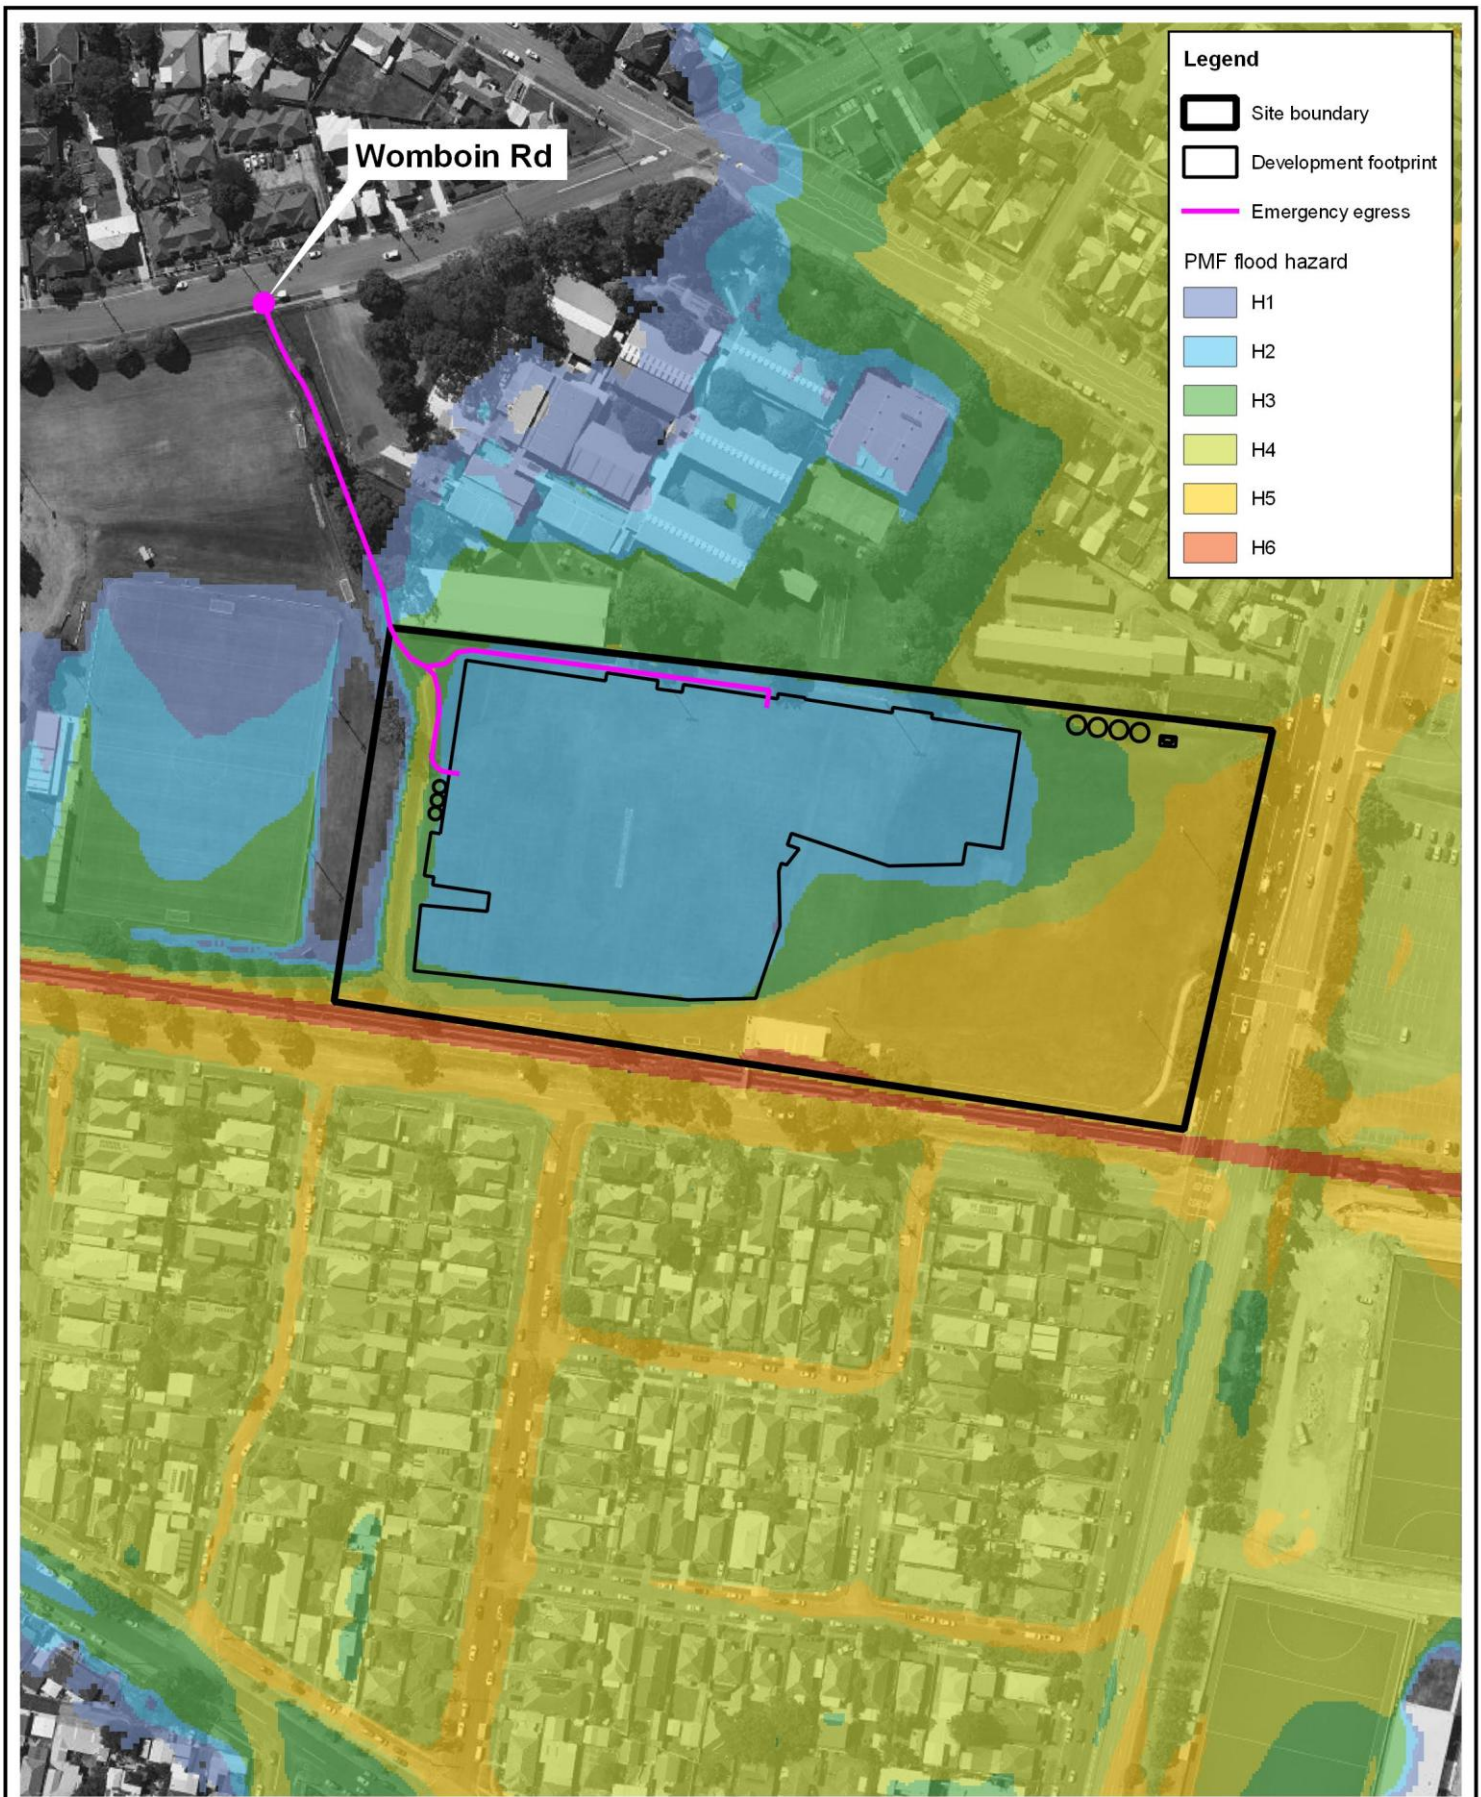 Womboin Rd
Legend
Site boundary
Development footprint
Emergency egress
PMF flood hazard
H1
H2
H3
H4
H5
H6